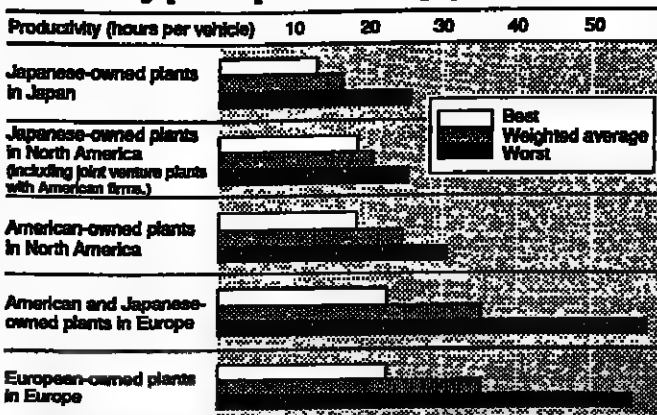 Productivity (hours per vehicle) 10 20 30 40 50
Japanese-owned plants
in Japan
Best
Weighted average
Worst
Japanese-owned plants
in North America
(including joint venture plants
with American firms.)
American-owned plants
in North America
American and Japanese-
owned plants in Europe
European-owned plants
in Europe